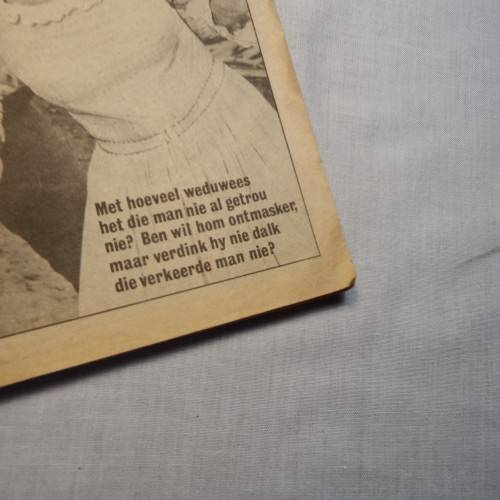 Met hoeveel weduwees
het die man nie al getrou
nie? Ben wil hom ontmasker,
maar verdink hy nie dalk
die verkeerde man nie?